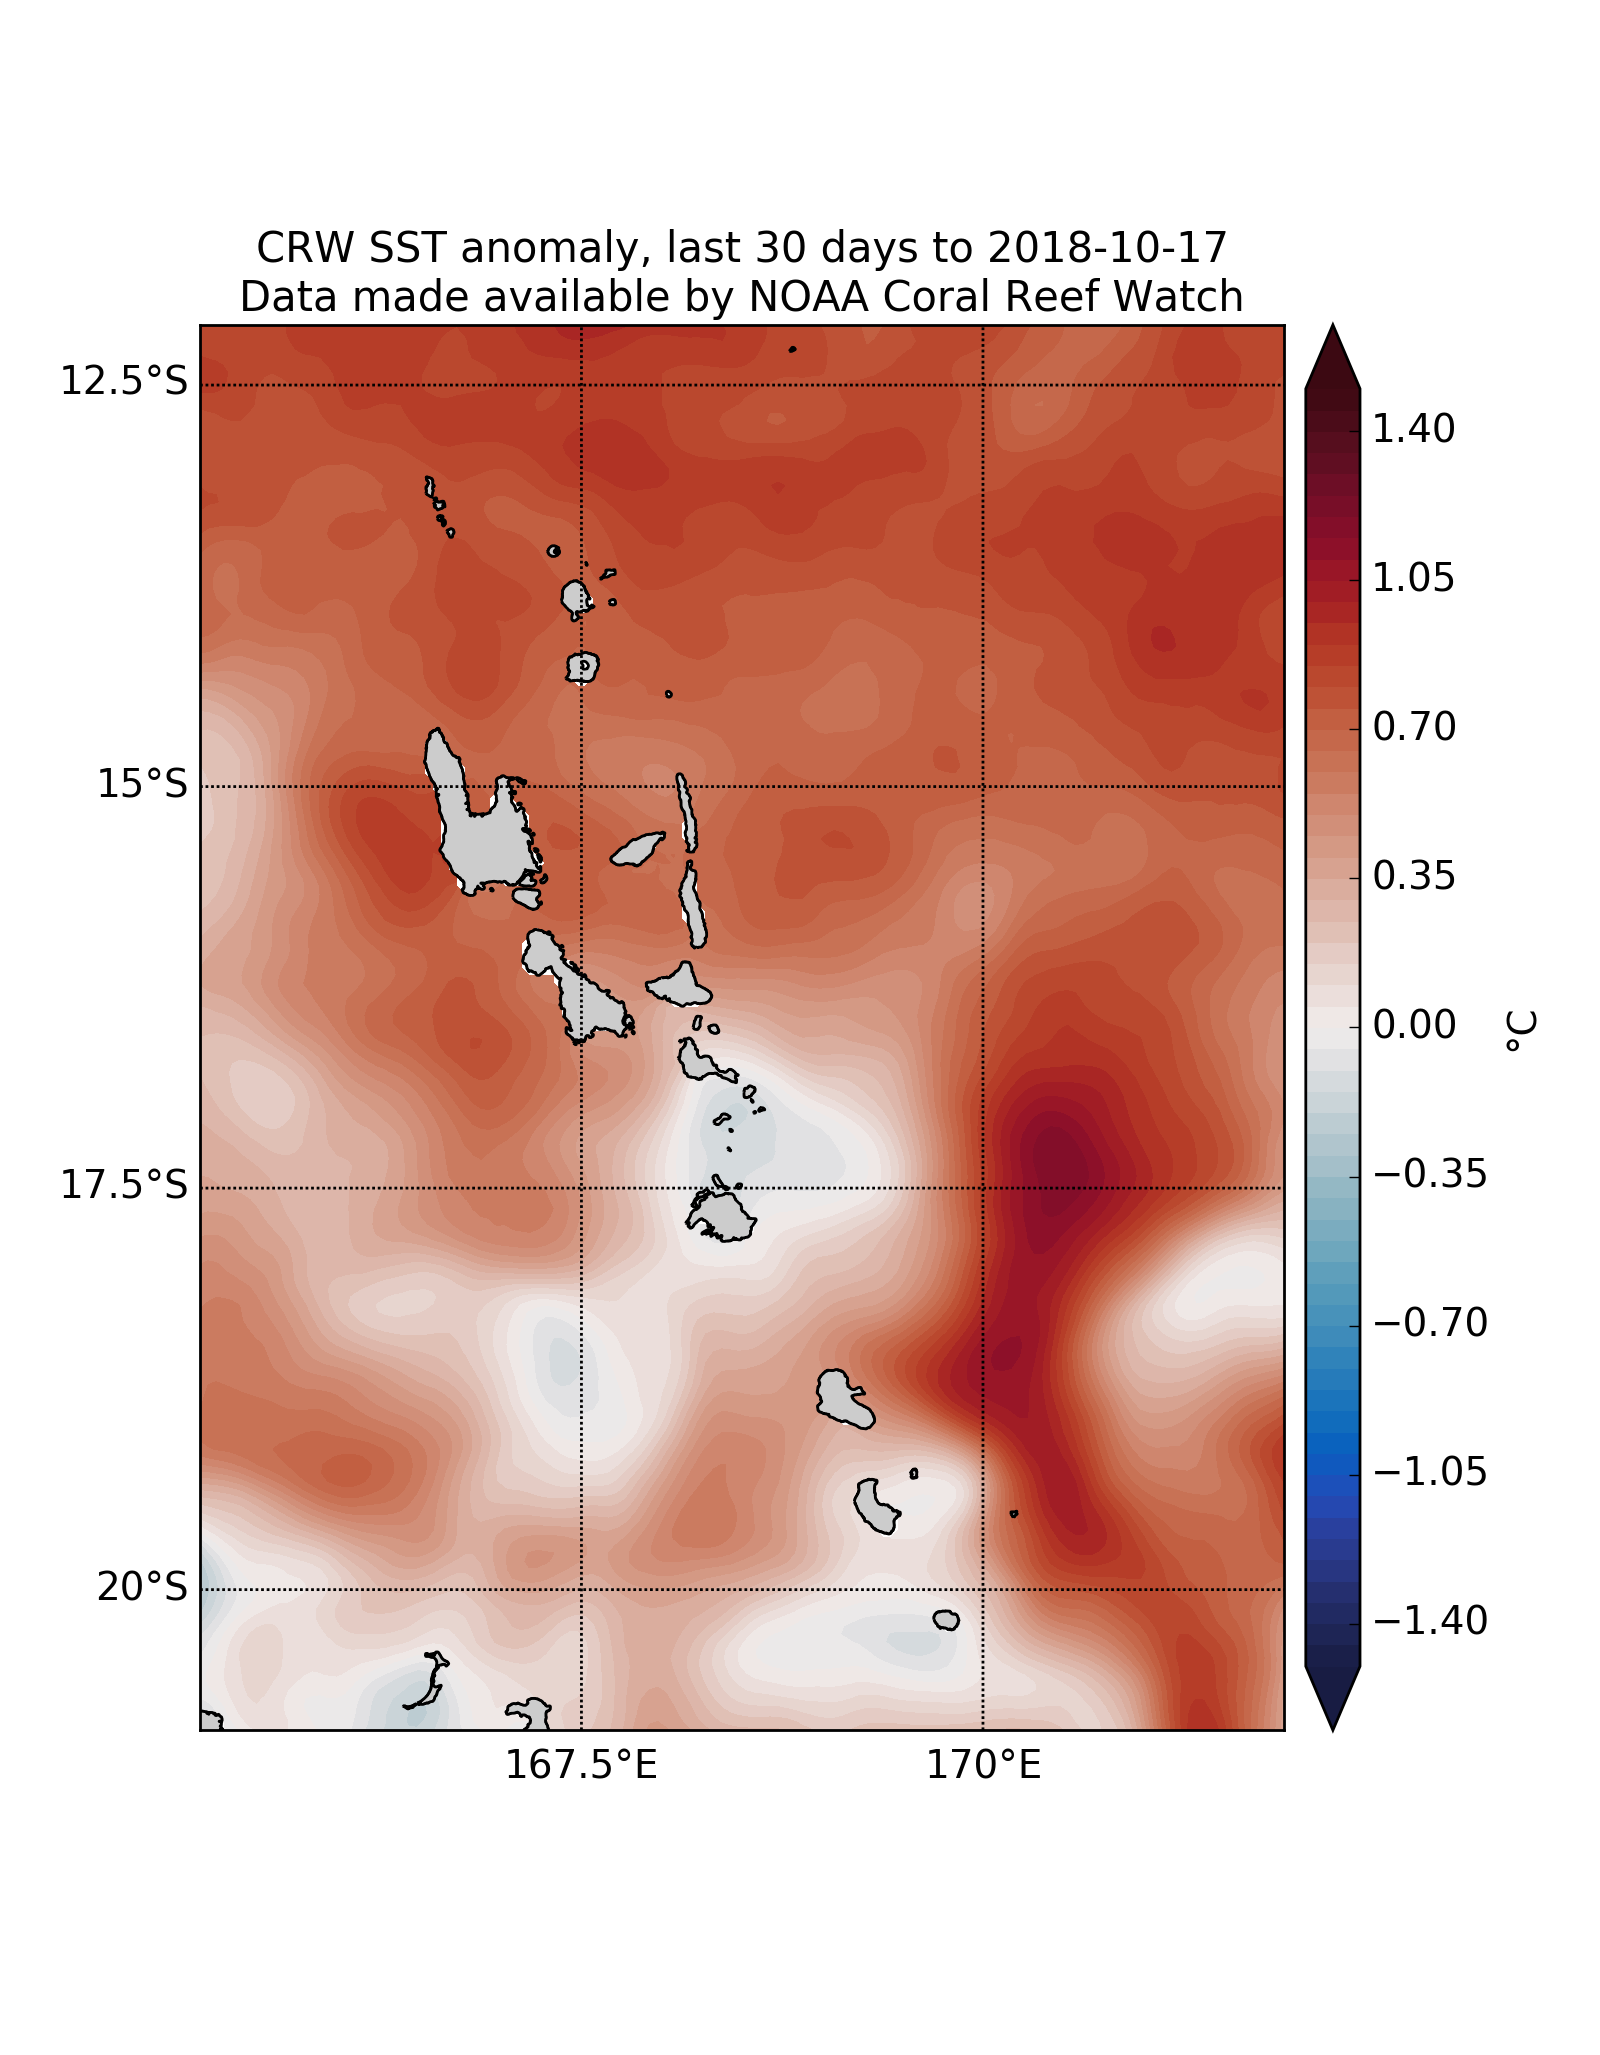 CRW SST anomaly, last 30 days to 2018-10-17
Data made available by NOAA Coral Reef Watch
12.5°S
15°S
17.5°S
20°S
167.5°E
170°E
1.40
1.05
0.70
0.35
0.00
−0.35
−0.70
−1.05
−1.40
°C